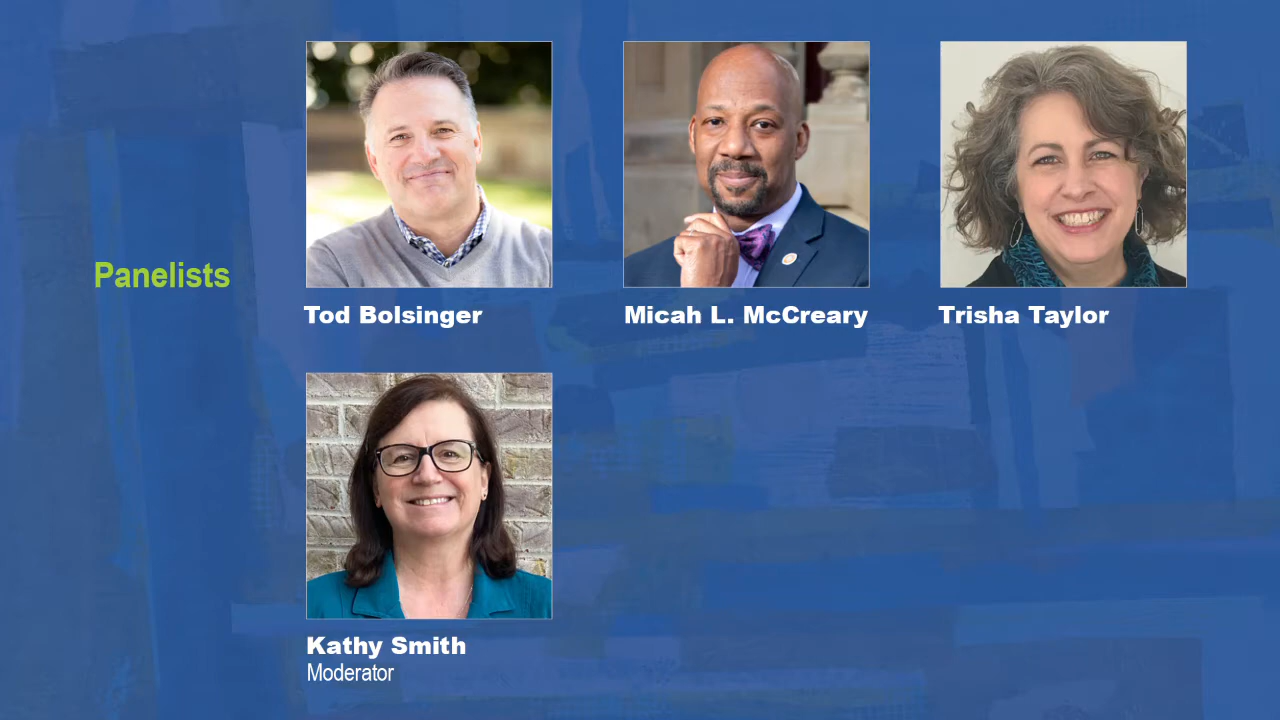 Panelists
Tod Bolsinger
Micah L. McCreary
Trisha Taylor
Kathy Smith
Moderator